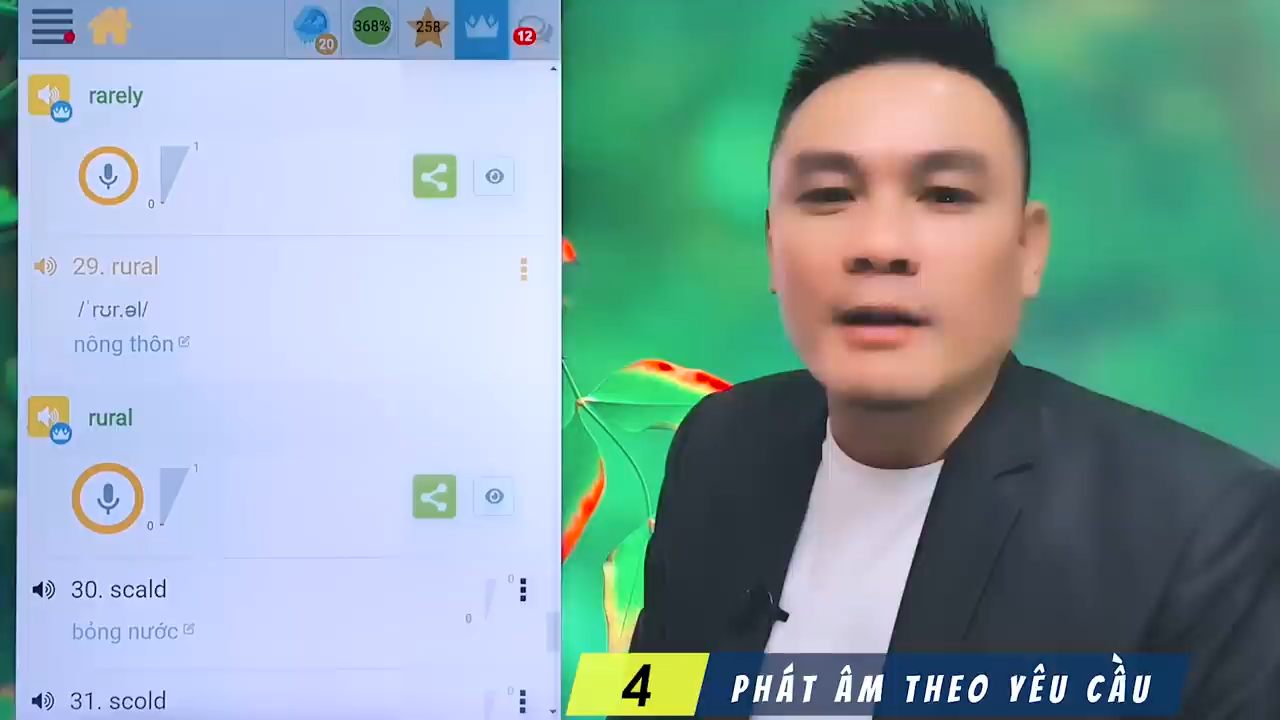 20
368%
258
12
rarely
1
0
29. rural
/ˈrʊr.əl/
nông thôn
rural
1
0
30. scald
0
0
bỏng nước
31. scold
0
4 PHÁT ÂM THEO YÊU CẦU